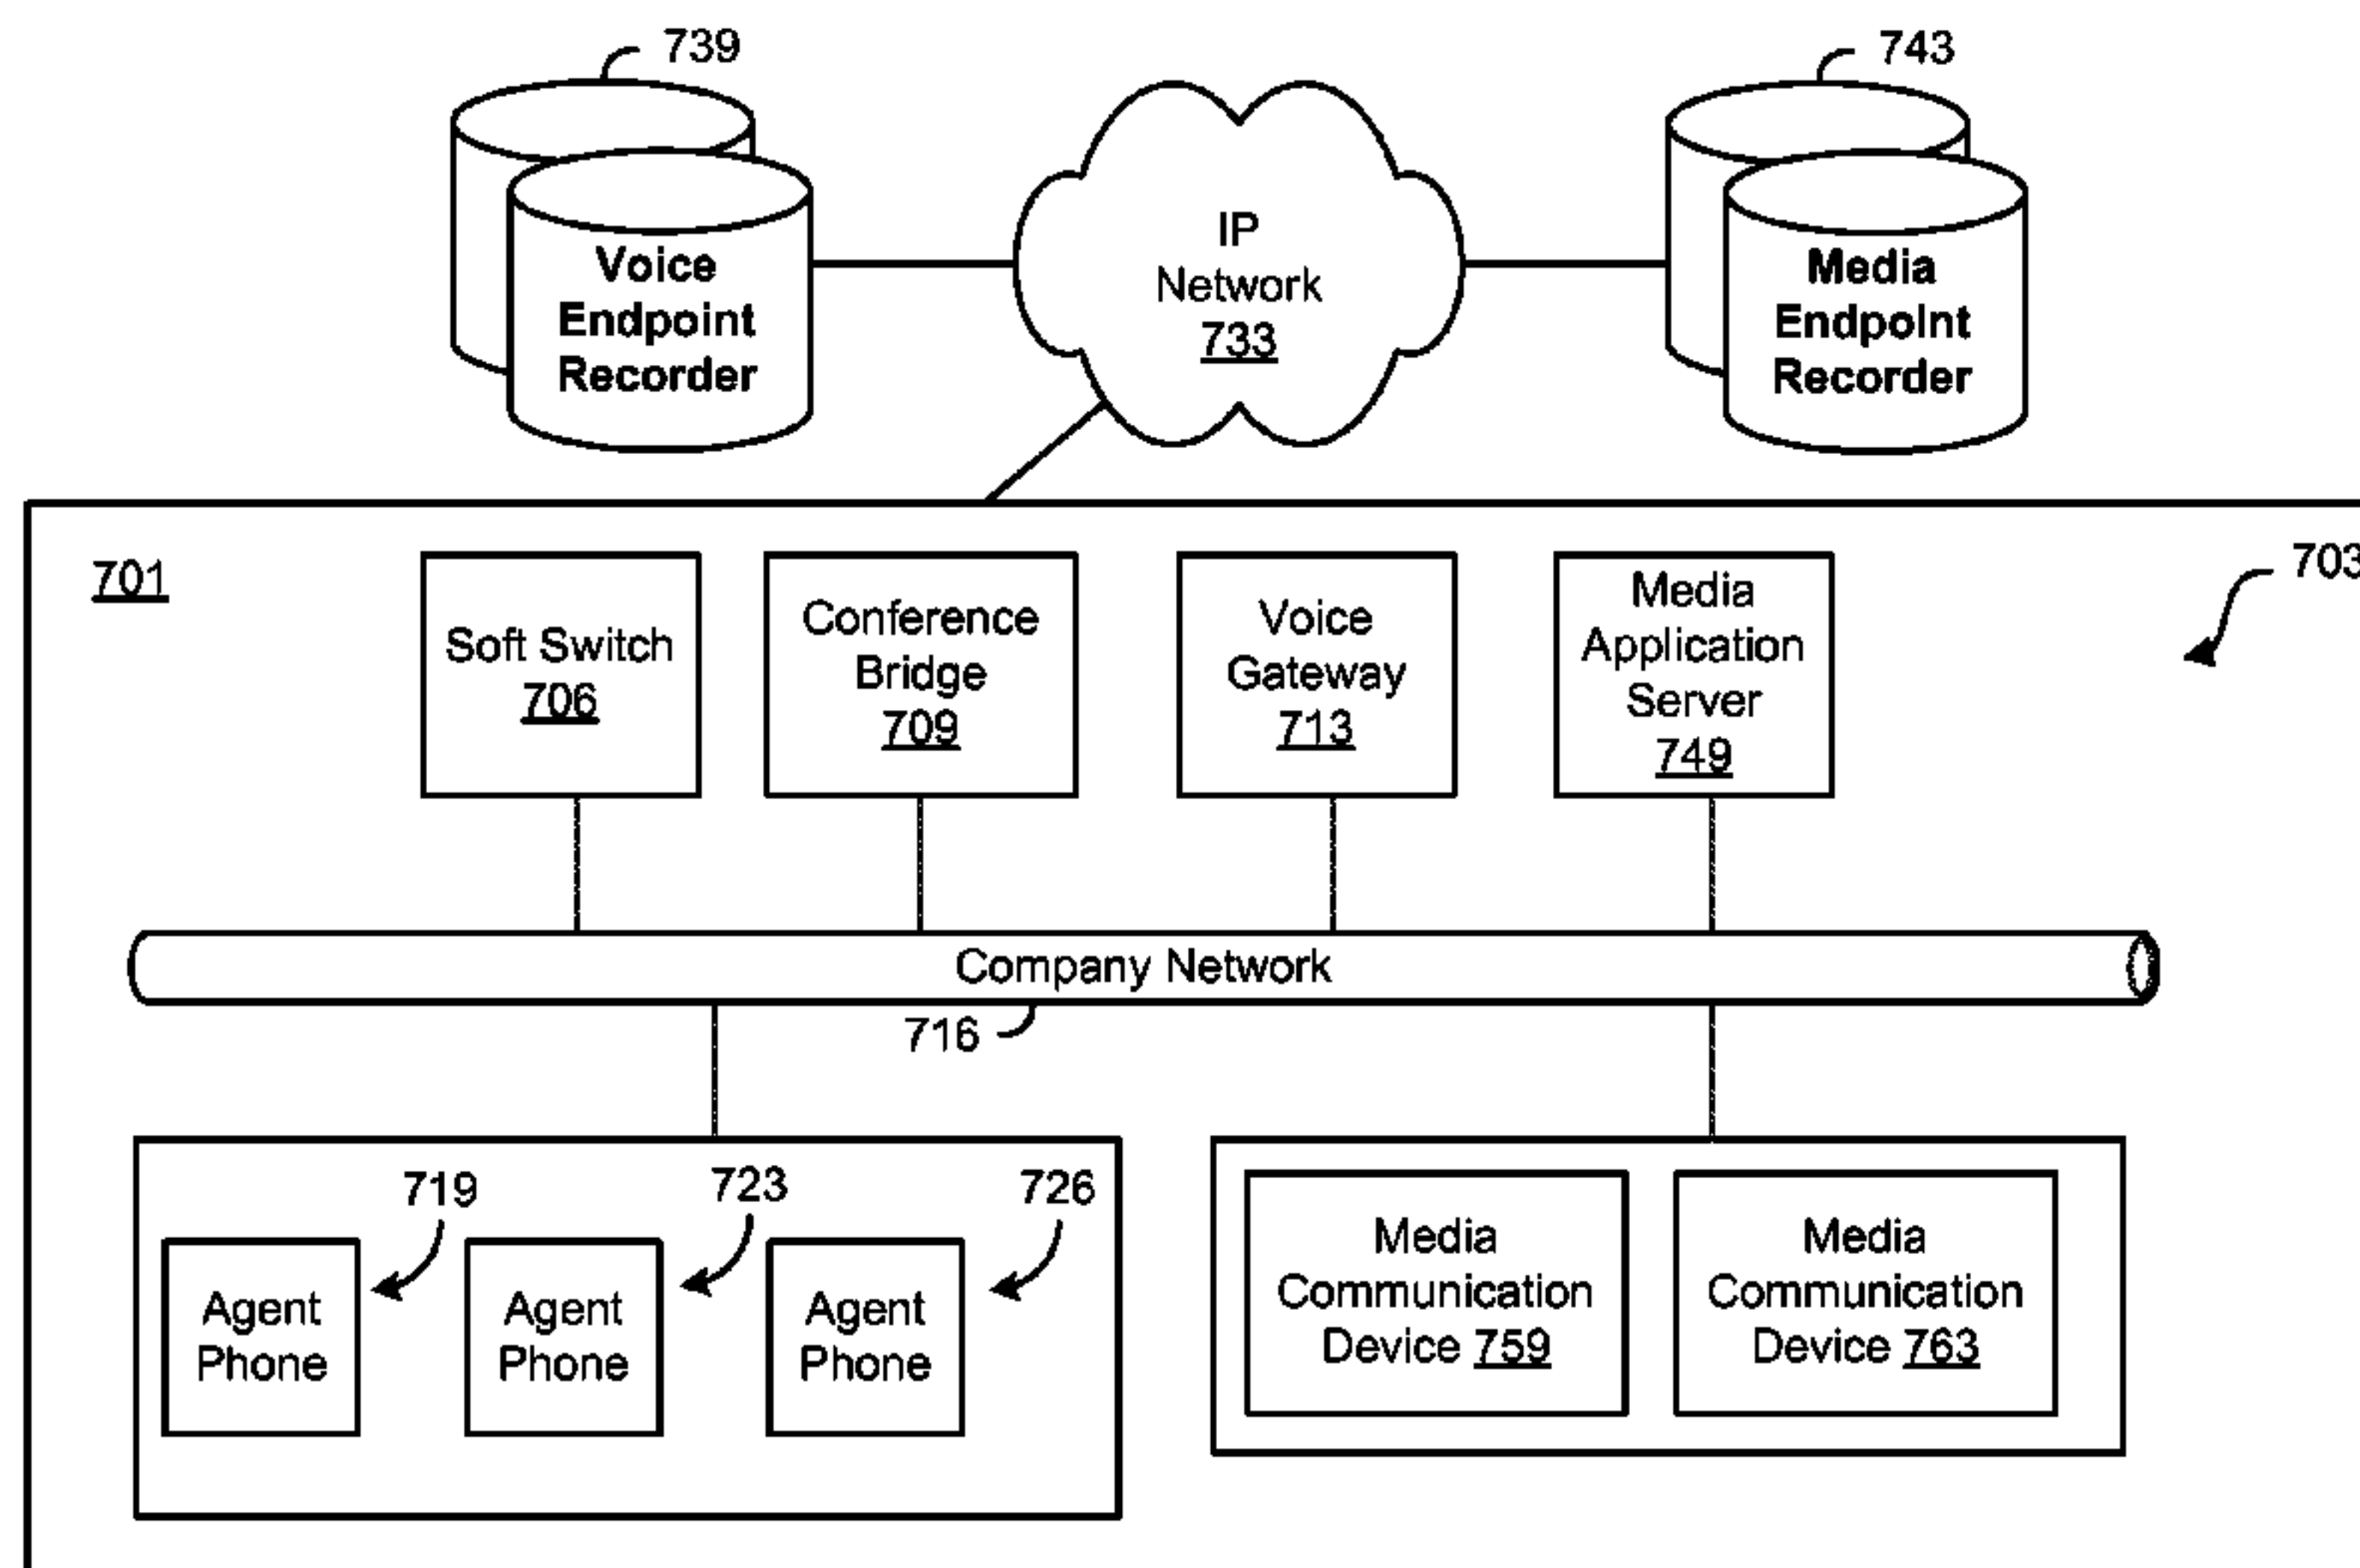 739
743
Voice
Endpoint
Recorder
IP
Network
733
Media
Endpoint
Recorder
701
703
Soft Switch
706
Conference
Bridge
709
Voice
Gateway
713
Media
Application
Server
749
Company Network
716
719
723
726
Agent
Phone
Agent
Phone
Agent
Phone
Media
Communication
Device 759
Media
Communication
Device 763